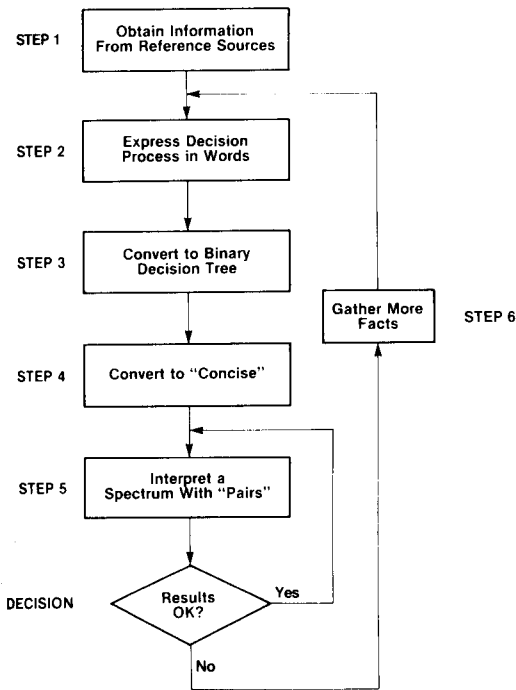 STEP 1
Obtain Information
From Reference Sources
STEP 2
Express Decision
Process in Words
STEP 3
Convert to Binary
Decision Tree
Gather More
Facts
STEP 6
STEP 4
Convert to "Concise"
STEP 5
Interpret a
Spectrum With "Pairs"
DECISION
Results
OK?
Yes
No